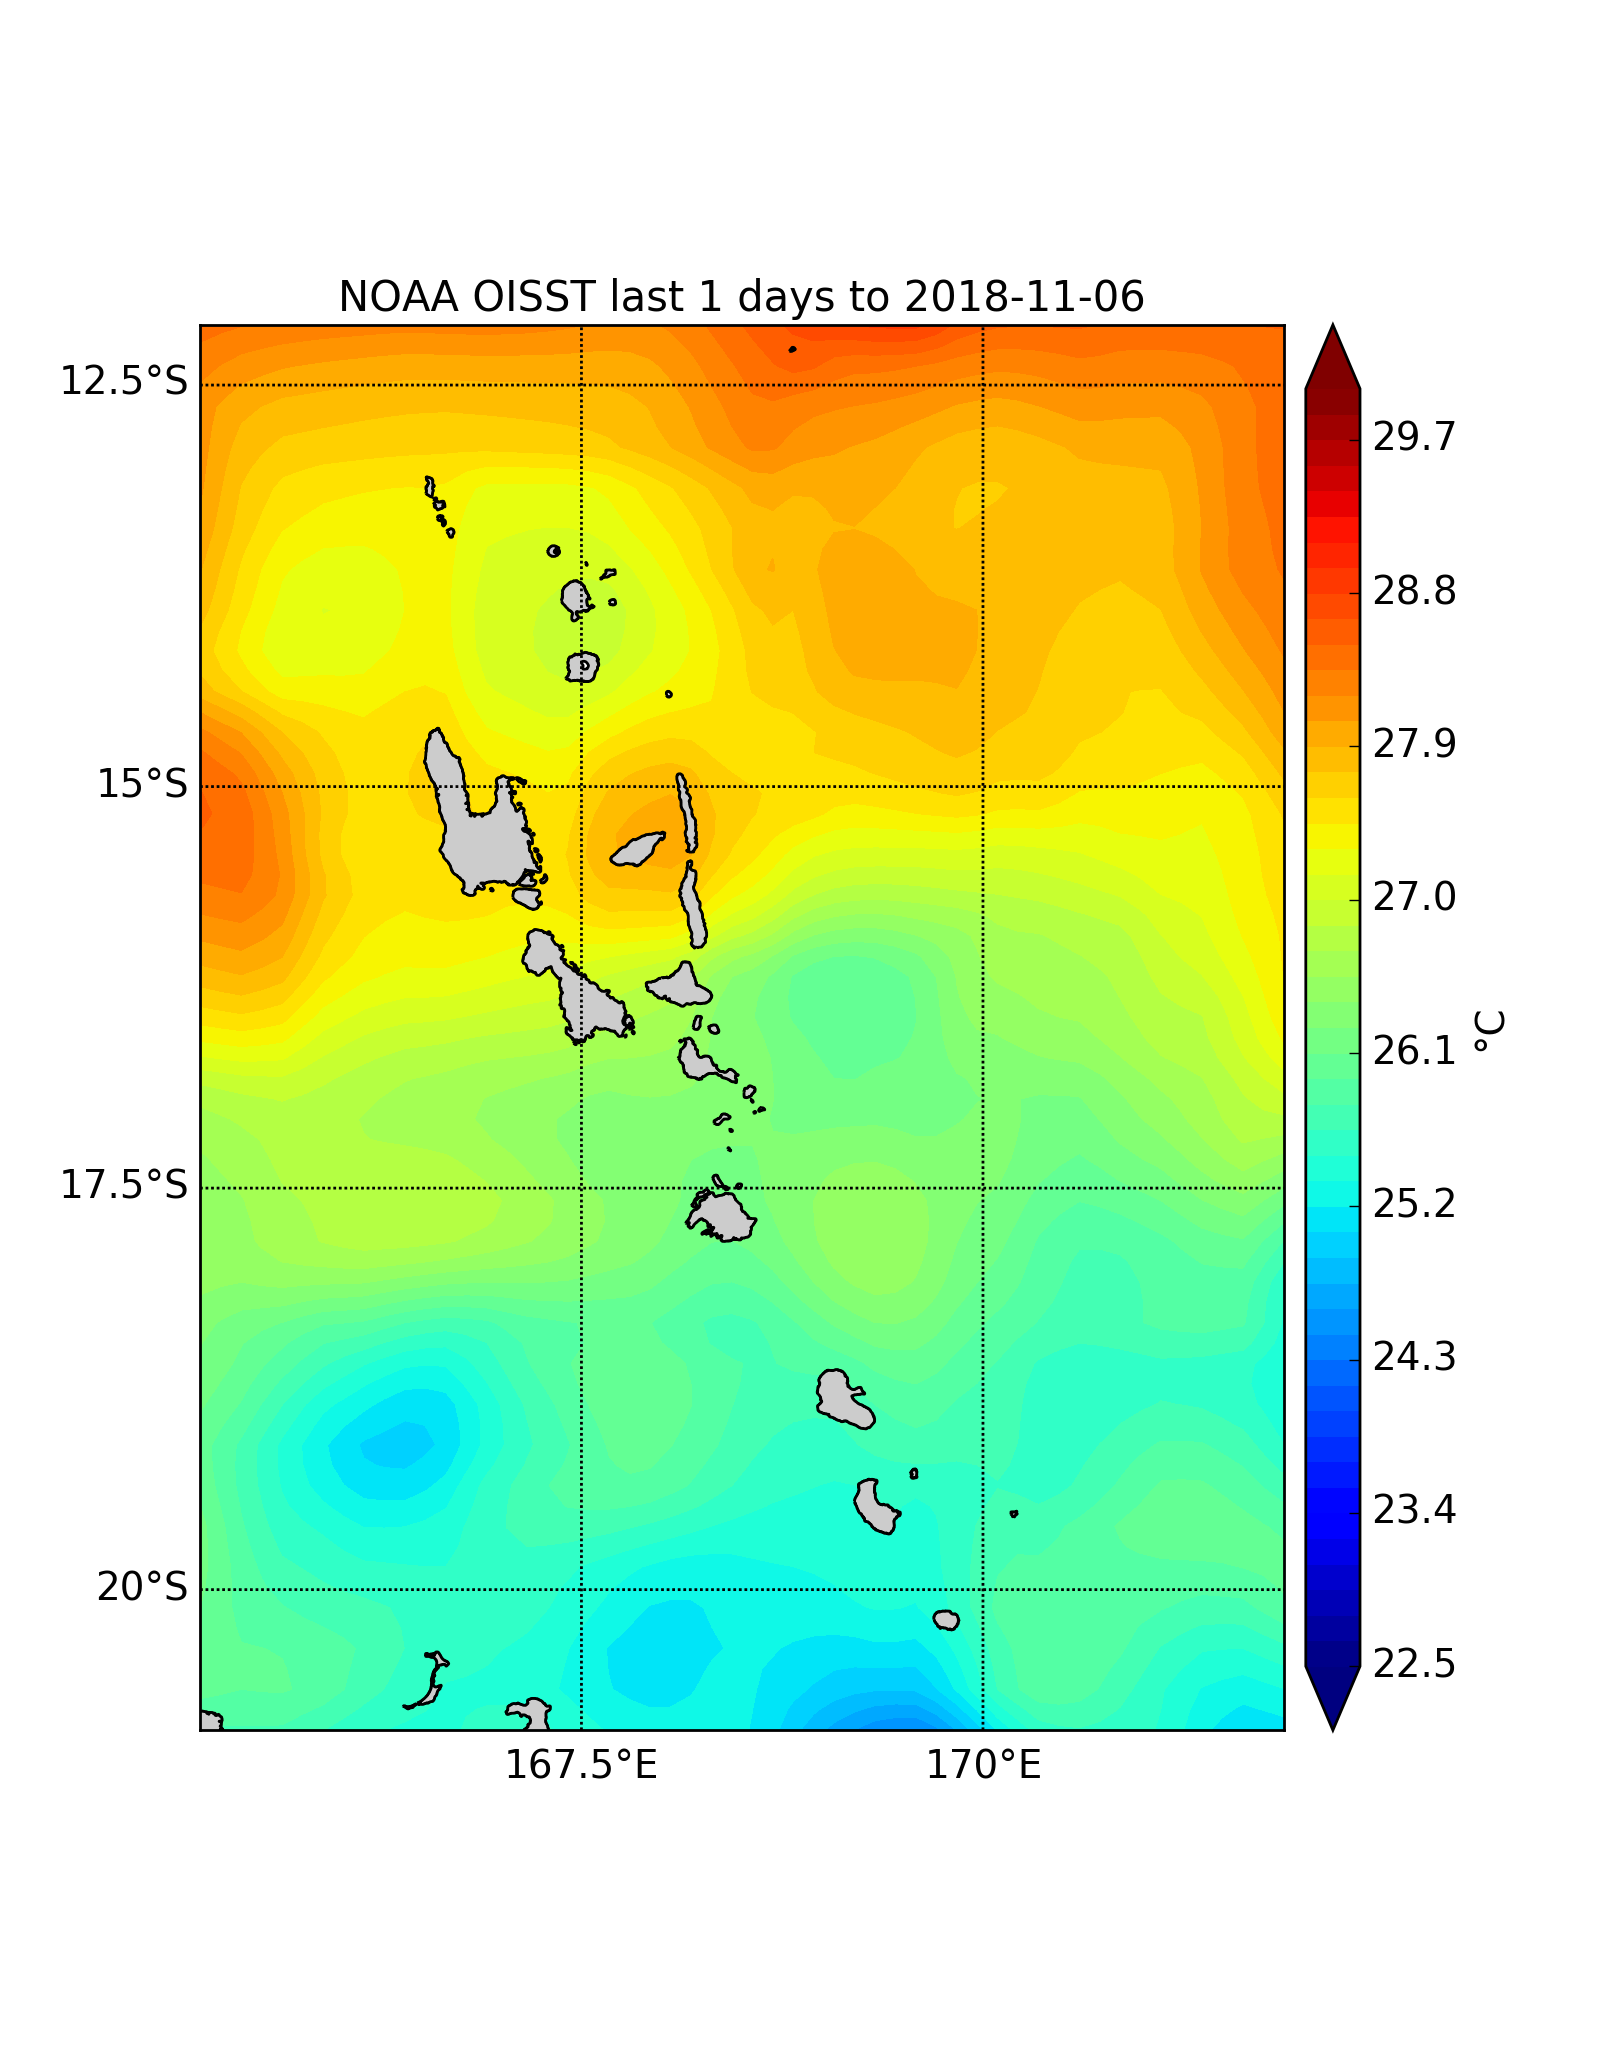 NOAA OISST last 1 days to 2018-11-06
12.5°S
15°S
17.5°S
20°S
167.5°E
170°E
29.7
28.8
27.9
27.0
26.1
25.2
24.3
23.4
22.5
°C